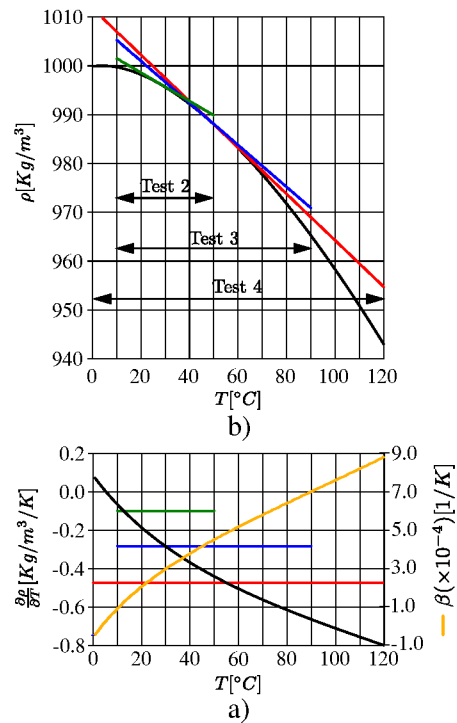 1010
1000
990
980
970
960
950
940
ρ[Kg/m³]
Test 2
Test 3
Test 4
0 20 40 60 80 100 120
T[°C]
b)
0.2
0.0
-0.2
-0.4
-0.6
-0.8
∂ρ/∂T[Kg/m³/K]
9.0
7.0
5.0
3.0
1.0
-1.0
β(×10⁻⁴)[1/K]
0 20 40 60 80 100 120
T[°C]
a)